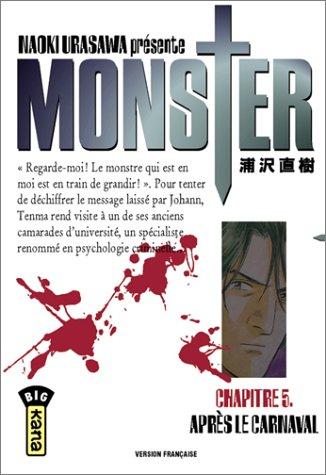 NAOKI URASAWA présente
MONSTER
浦沢直樹
« Regarde-moi! Le monstre qui est en
moi est en train de grandir! ». Pour tenter
de déchiffrer le message laissé par Johann,
Tenma rend visite à un de ses anciens
camarades d'université, un spécialiste
renommé en psychologie criminelle...
CHAPITRE 5.
APRÈS LE CARNAVAL
BIG
kana
VERSION FRANÇAISE